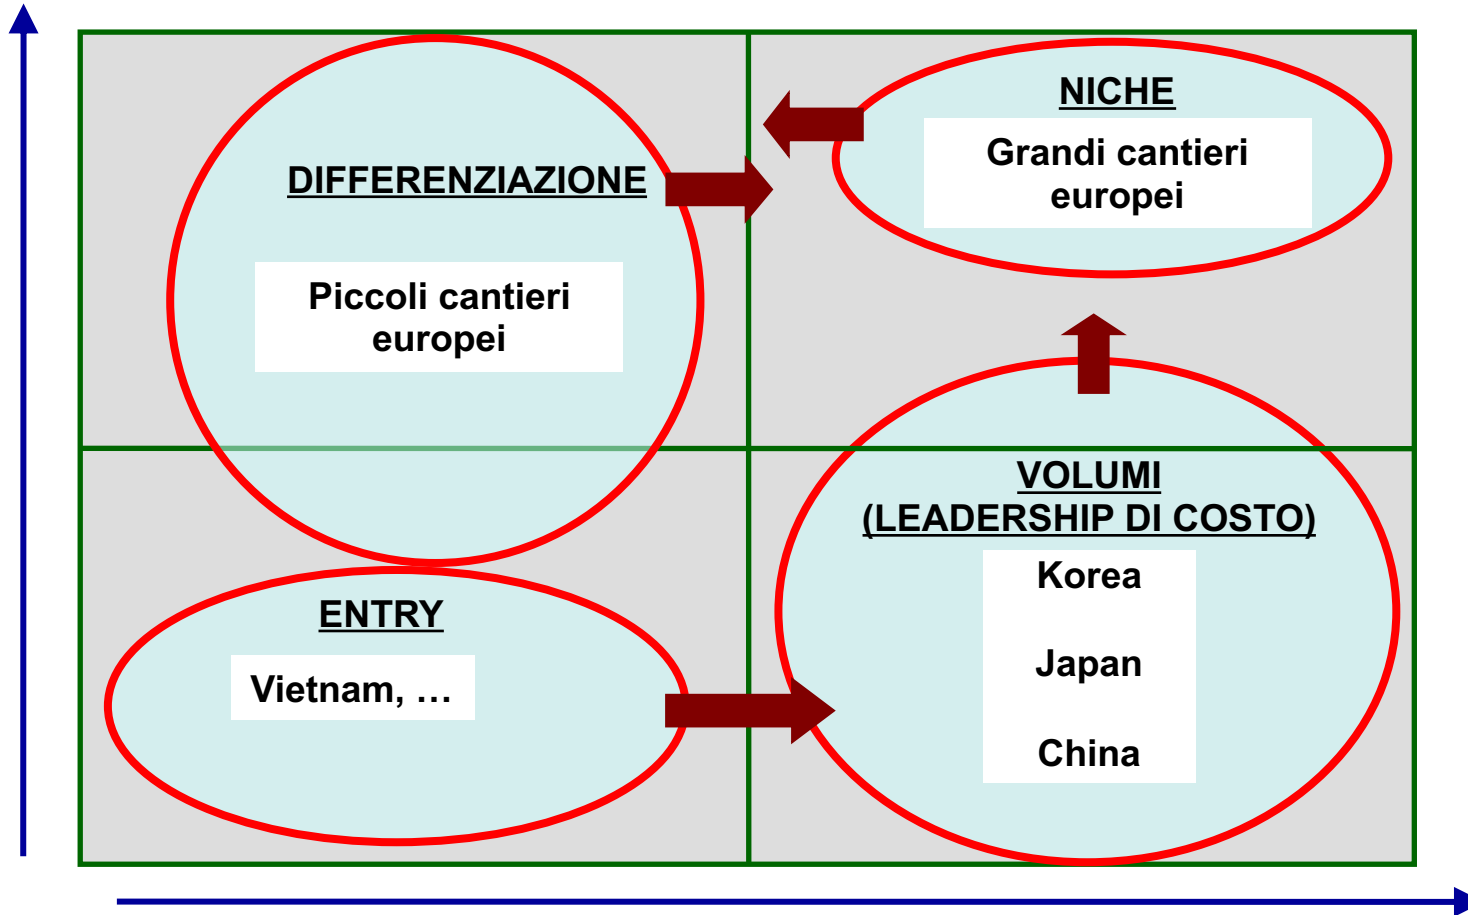 NICHE
Grandi cantieri
europei
DIFFERENZIAZIONE
Piccoli cantieri
europei
VOLUMI
(LEADERSHIP DI COSTO)
Korea
Japan
China
ENTRY
Vietnam, …